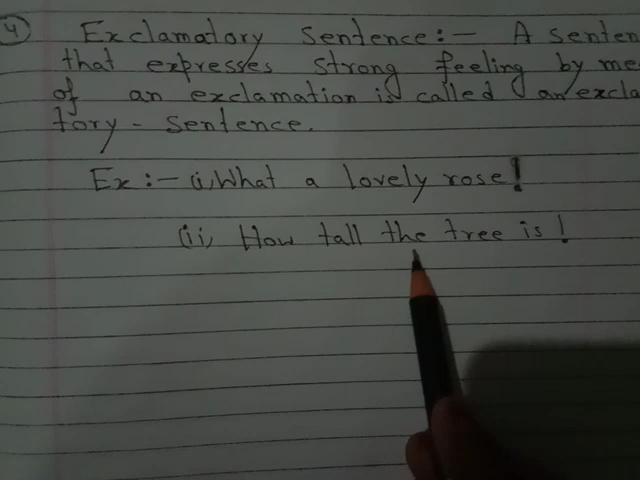 4 Exclamatory sentence:- A senten
that expresses strong feeling by me
of an exclamation is called an excla
tory - sentence.
Ex :- (i) What a lovely rose!
(ii) How tall the tree is!